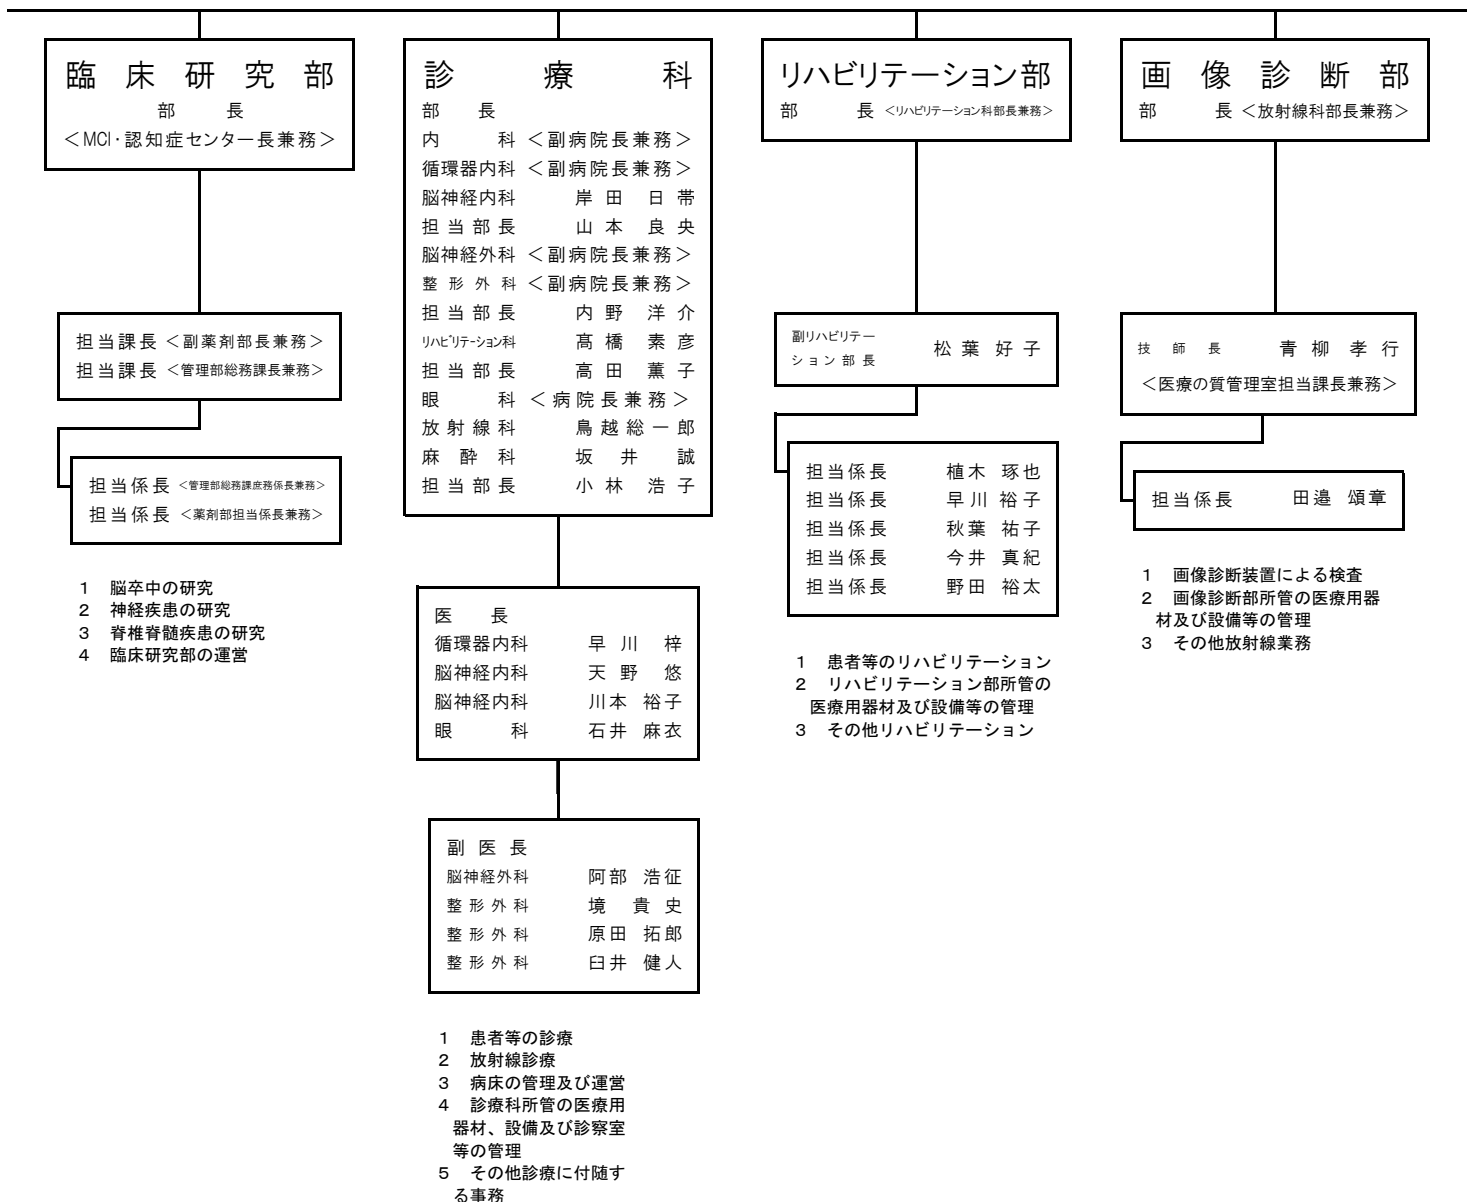 臨床研究部
部長
＜MCI・認知症センター長兼務＞
担当課長 ＜副薬剤部長兼務＞
担当課長 ＜管理部総務課長兼務＞
担当係長 ＜管理部総務課庶務係長兼務＞
担当係長 ＜薬剤部担当係長兼務＞
1 脳卒中の研究
2 神経疾患の研究
3 脊椎脊髄疾患の研究
4 臨床研究部の運営
診療科
部長
内科 ＜副病院長兼務＞
循環器内科 ＜副病院長兼務＞
脳神経内科 岸田 日帯
担当部長 山本 良央
脳神経外科 ＜副病院長兼務＞
整形外科 ＜副病院長兼務＞
担当部長 内野 洋介
リハビリテーション科 髙橋 素彦
担当部長 高田 薫子
眼科 ＜病院長兼務＞
放射線科 鳥越総一郎
麻酔科 坂井 誠
担当部長 小林 浩子
医長
循環器内科 早川 梓
脳神経内科 天野 悠
脳神経内科 川本 裕子
眼科 石井 麻衣
副医長
脳神経外科 阿部 浩征
整形外科 境 貴史
整形外科 原田 拓郎
整形外科 臼井 健人
1 患者等の診療
2 放射線診療
3 病床の管理及び運営
4 診療科所管の医療用
器材、設備及び診察室
等の管理
5 その他診療に付随す
る事務
リハビリテーション部
部長 ＜リハビリテーション科部長兼務＞
副リハビリテー
ション部長 松葉 好子
担当係長 植木 琢也
担当係長 早川 裕子
担当係長 秋葉 祐子
担当係長 今井 真紀
担当係長 野田 裕太
1 患者等のリハビリテーション
2 リハビリテーション部所管の
医療用器材及び設備等の管理
3 その他リハビリテーション
画像診断部
部長 ＜放射線科部長兼務＞
技師長 青柳 孝行
＜医療の質管理室担当課長兼務＞
担当係長 田邉 頌章
1 画像診断装置による検査
2 画像診断部所管の医療用器
材及び設備等の管理
3 その他放射線業務